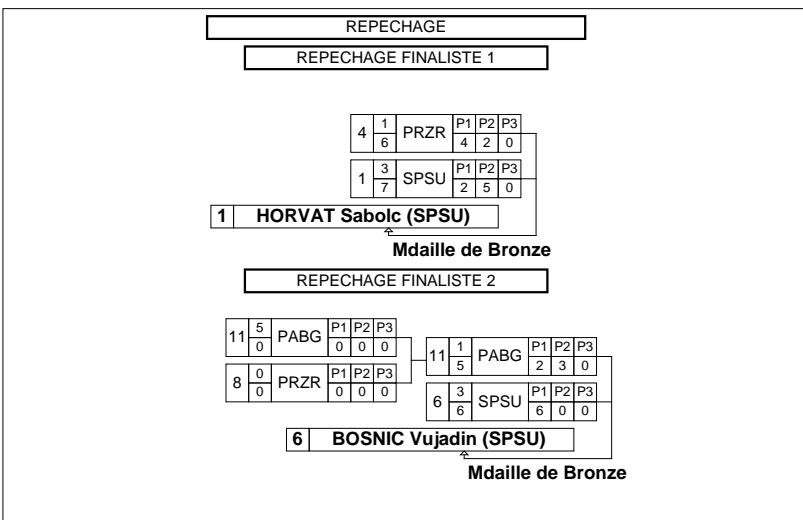 REPECHAGE
REPECHAGE FINALISTE 1
4 1 PRZR P1 P2 P3
6 4 2 0
1 3 SPSU P1 P2 P3
7 2 5 0
1 HORVAT Sabolc (SPSU)
Mdaille de Bronze
REPECHAGE FINALISTE 2
11 5 PABG P1 P2 P3
0 0 0 0
11 1 PABG P1 P2 P3
5 2 3 0
8 0 PRZR P1 P2 P3
0 0 0 0
6 3 SPSU P1 P2 P3
6 6 0 0
6 BOSNIC Vujadin (SPSU)
Mdaille de Bronze